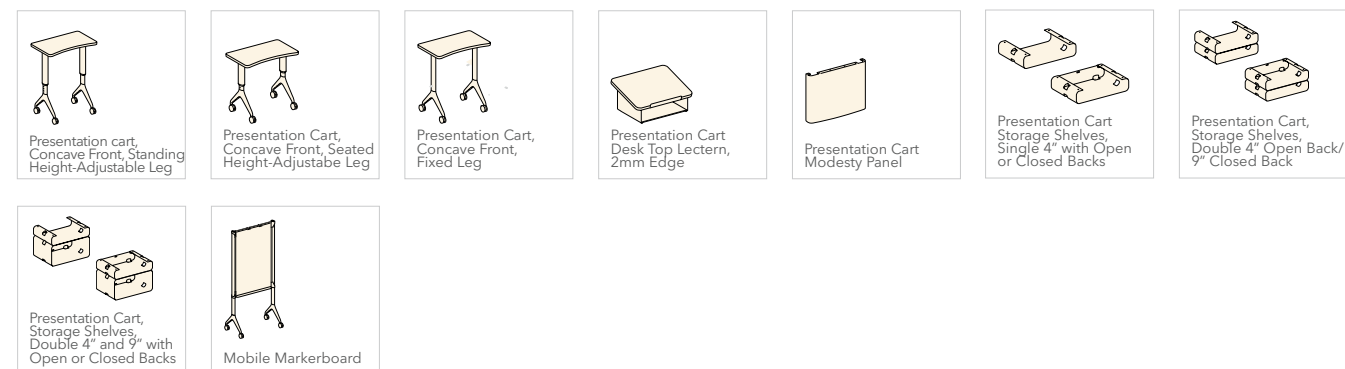 Presentation cart,
Concave Front, Standing
Height-Adjustable Leg
Presentation Cart,
Concave Front, Seated
Height-Adjustabe Leg
Presentation Cart,
Concave Front,
Fixed Leg
Presentation Cart
Desk Top Lectern,
2mm Edge
Presentation Cart
Modesty Panel
Presentation Cart
Storage Shelves,
Single 4” with Open
or Closed Backs
Presentation Cart,
Storage Shelves,
Double 4” Open Back/
9” Closed Back
Presentation Cart,
Storage Shelves,
Double 4” and 9” with
Open or Closed Backs
Mobile Markerboard